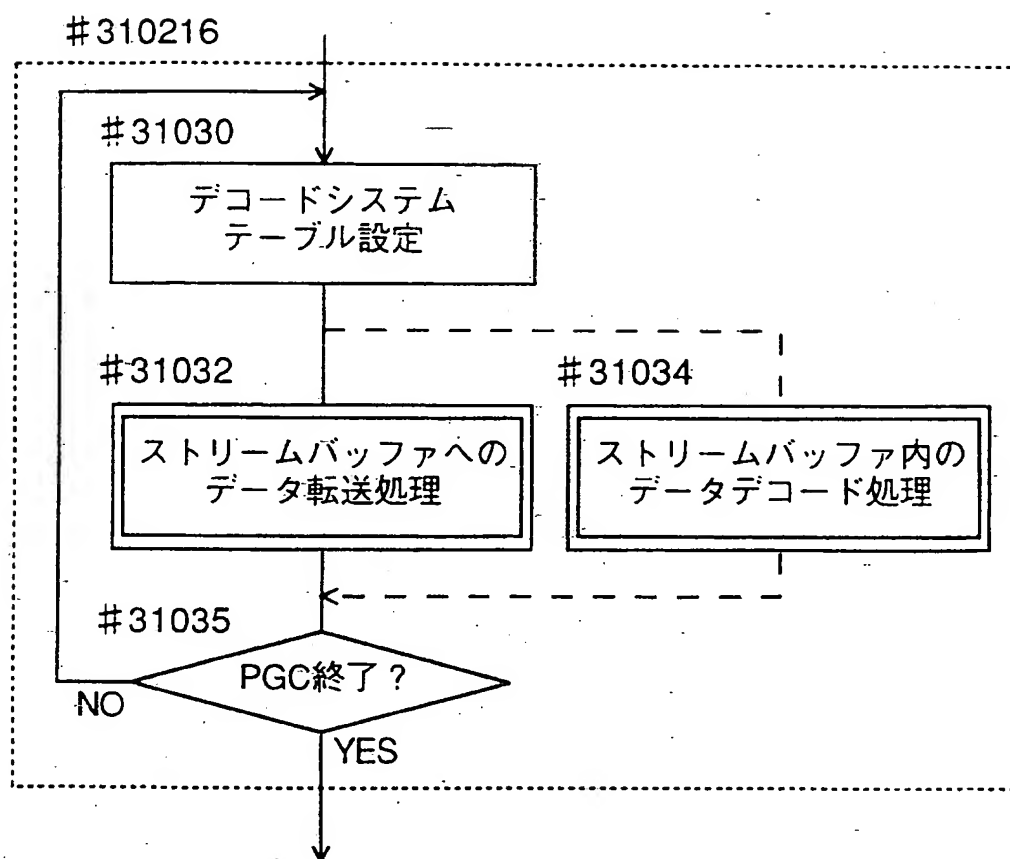 #310216
#31030
デコードシステム
テーブル設定
#31032
#31034
ストリームバッファへの
データ転送処理
ストリームバッファ内の
データデコード処理
#31035
PGC終了?
NO
YES